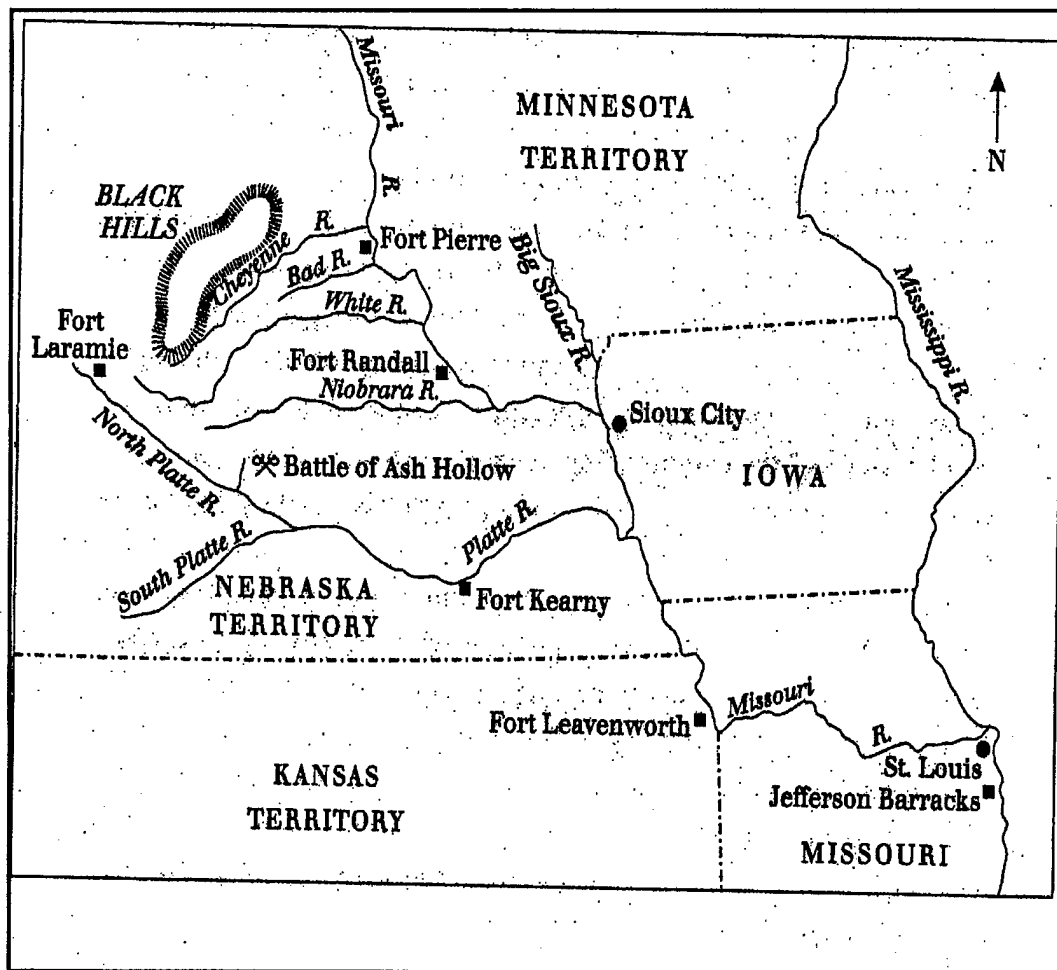 Missouri
R.
MINNESOTA
TERRITORY
N
BLACK
HILLS
Cheyenne
R.
Fort Pierre
Bad R.
Big Sioux R.
White R.
Mississippi R.
Fort
Laramie
Fort Randall
Niobrara R.
Sioux City
North Platte R.
Battle of Ash Hollow
IOWA
Platte R.
South Platte R.
NEBRASKA
TERRITORY
Fort Kearny
Missouri
R.
Fort Leavenworth
St. Louis
KANSAS
TERRITORY
Jefferson Barracks
MISSOURI